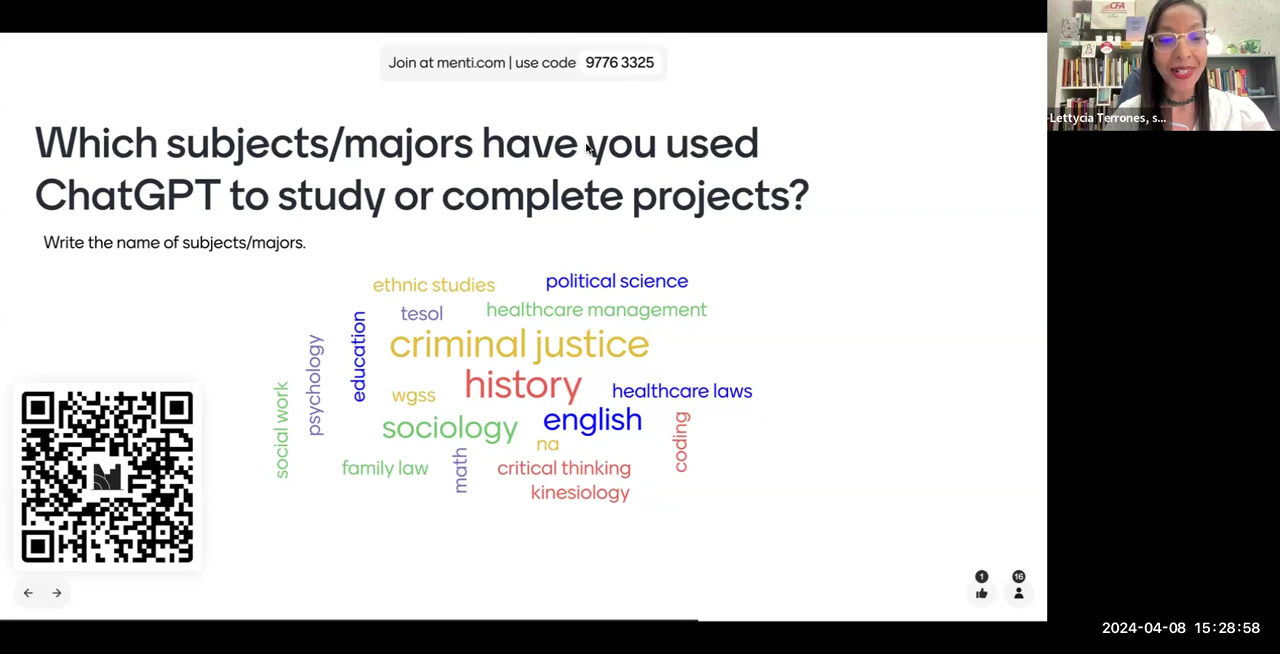 Join at menti.com | use code 9776 3325
CFA
Lettycia Terrones, s...
Which subjects/majors have you used
ChatGPT to study or complete projects?
Write the name of subjects/majors.
ethnic studies
political science
tesol
healthcare management
education
psychology
criminal justice
history
healthcare laws
wgss
social work
sociology
english
na
coding
family law
math
critical thinking
kinesiology
1
16
2024-04-08 15:28:58